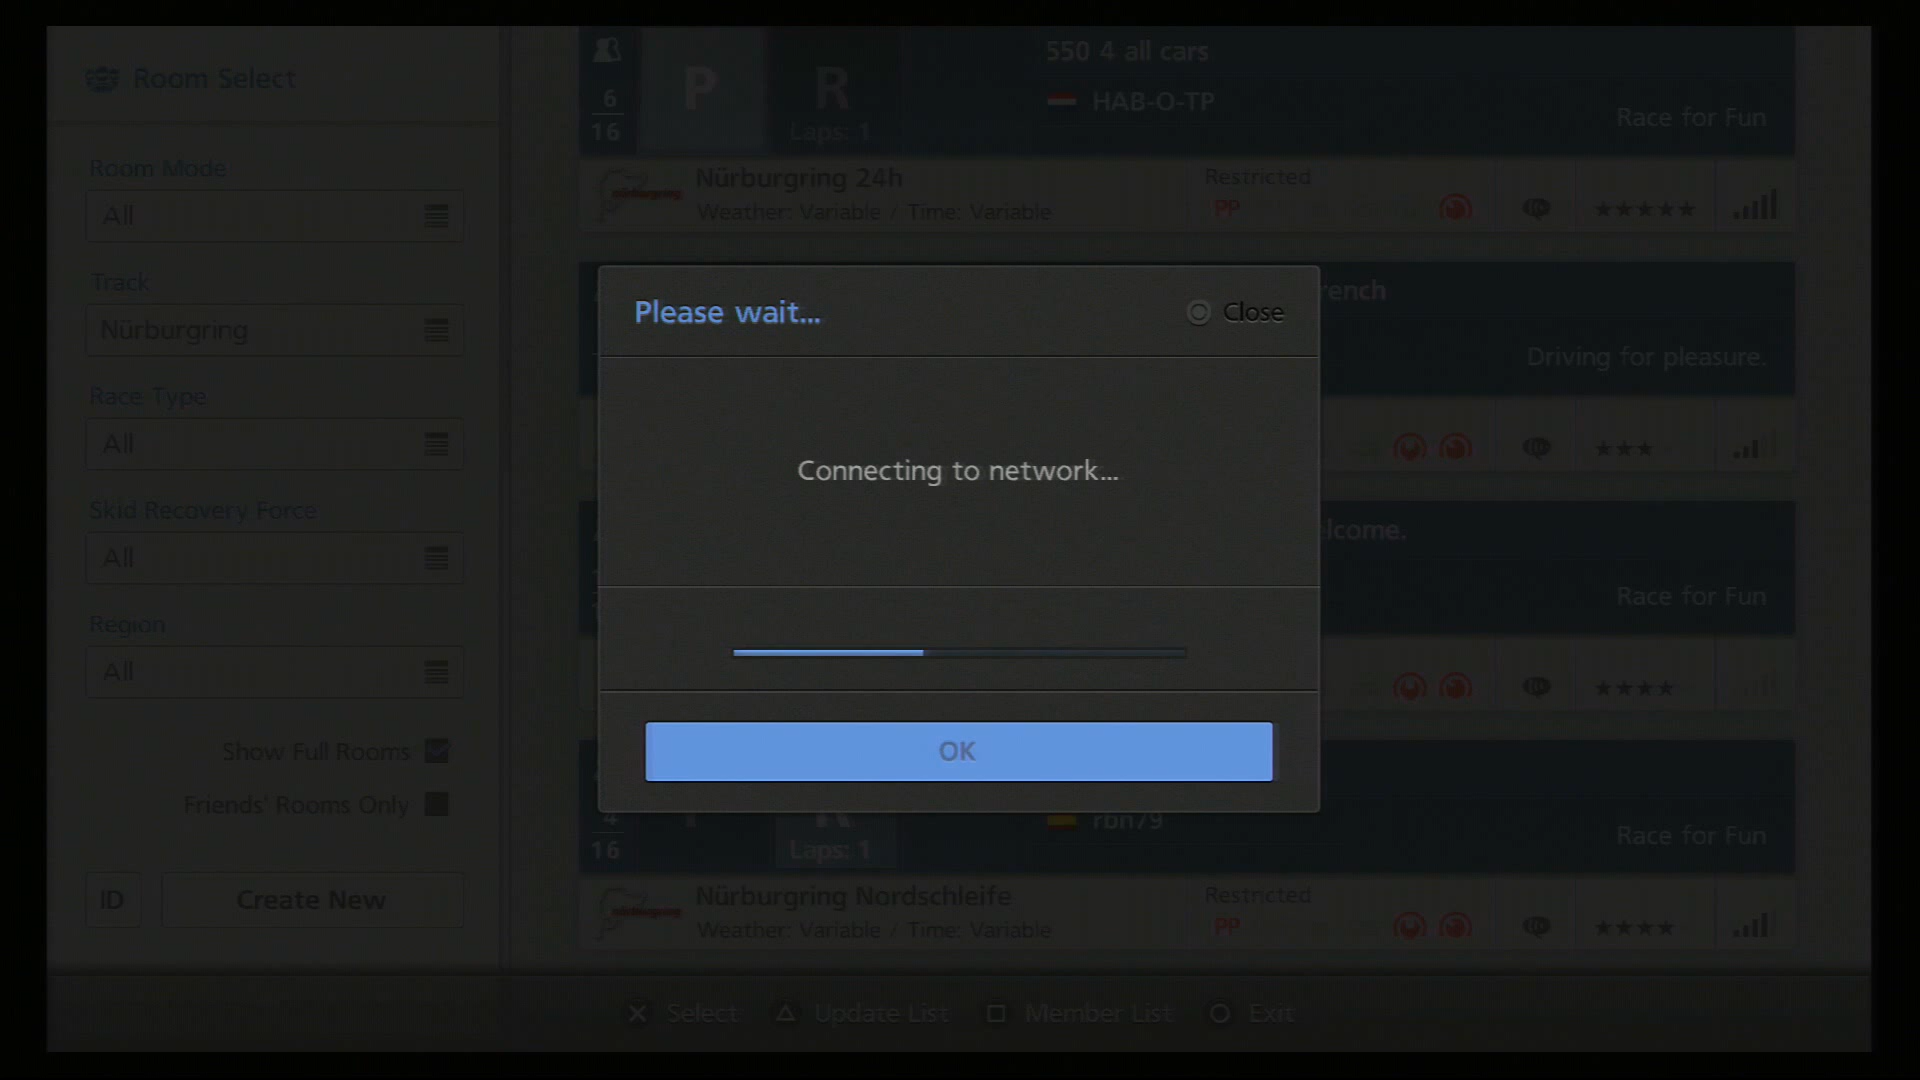 Room Select
Room Mode
All
Track
Nürburgring
Race Type
All
Skid Recovery Force
All
Region
All
Show Full Rooms
Friends' Rooms Only
ID
Create New
6
16
P
R
Laps: 1
550 4 all cars
HAB-O-TP
Race for Fun
nürburgring
Nürburgring 24h
Weather: Variable / Time: Variable
Restricted
PP
★★★★★
Driving for pleasure.
★★★
Race for Fun
★★★★
Please wait...
Close
Connecting to network...
OK
4
16
Laps: 1
rbn79
Race for Fun
nürburgring
Nürburgring Nordschleife
Weather: Variable / Time: Variable
Restricted
PP
★★★★
Select
Update List
Member List
Exit